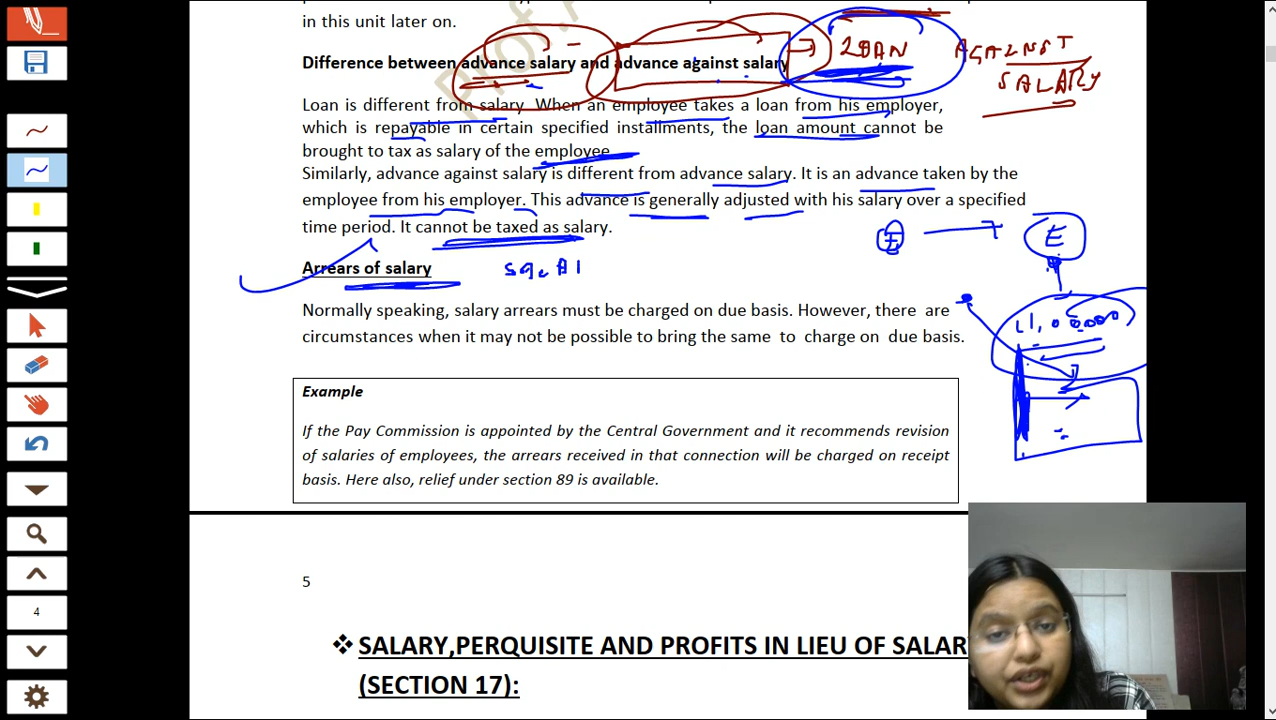 in this unit later on.
Prof.
Difference between advance salary and advance against salary
LOAN
AGAINST
SALARY
Loan is different from salary. When an employee takes a loan from his employer,
which is repayable in certain specified installments, the loan amount cannot be
brought to tax as salary of the employee.
Similarly, advance against salary is different from advance salary. It is an advance taken by the
employee from his employer. This advance is generally adjusted with his salary over a specified
time period. It cannot be taxed as salary.
E
E
Arrears of salary
Normally speaking, salary arrears must be charged on due basis. However, there are
circumstances when it may not be possible to bring the same to charge on due basis.
Example
If the Pay Commission is appointed by the Central Government and it recommends revision
of salaries of employees, the arrears received in that connection will be charged on receipt
basis. Here also, relief under section 89 is available.
5
❖ SALARY,PERQUISITE AND PROFITS IN LIEU OF SALAR
(SECTION 17):
4